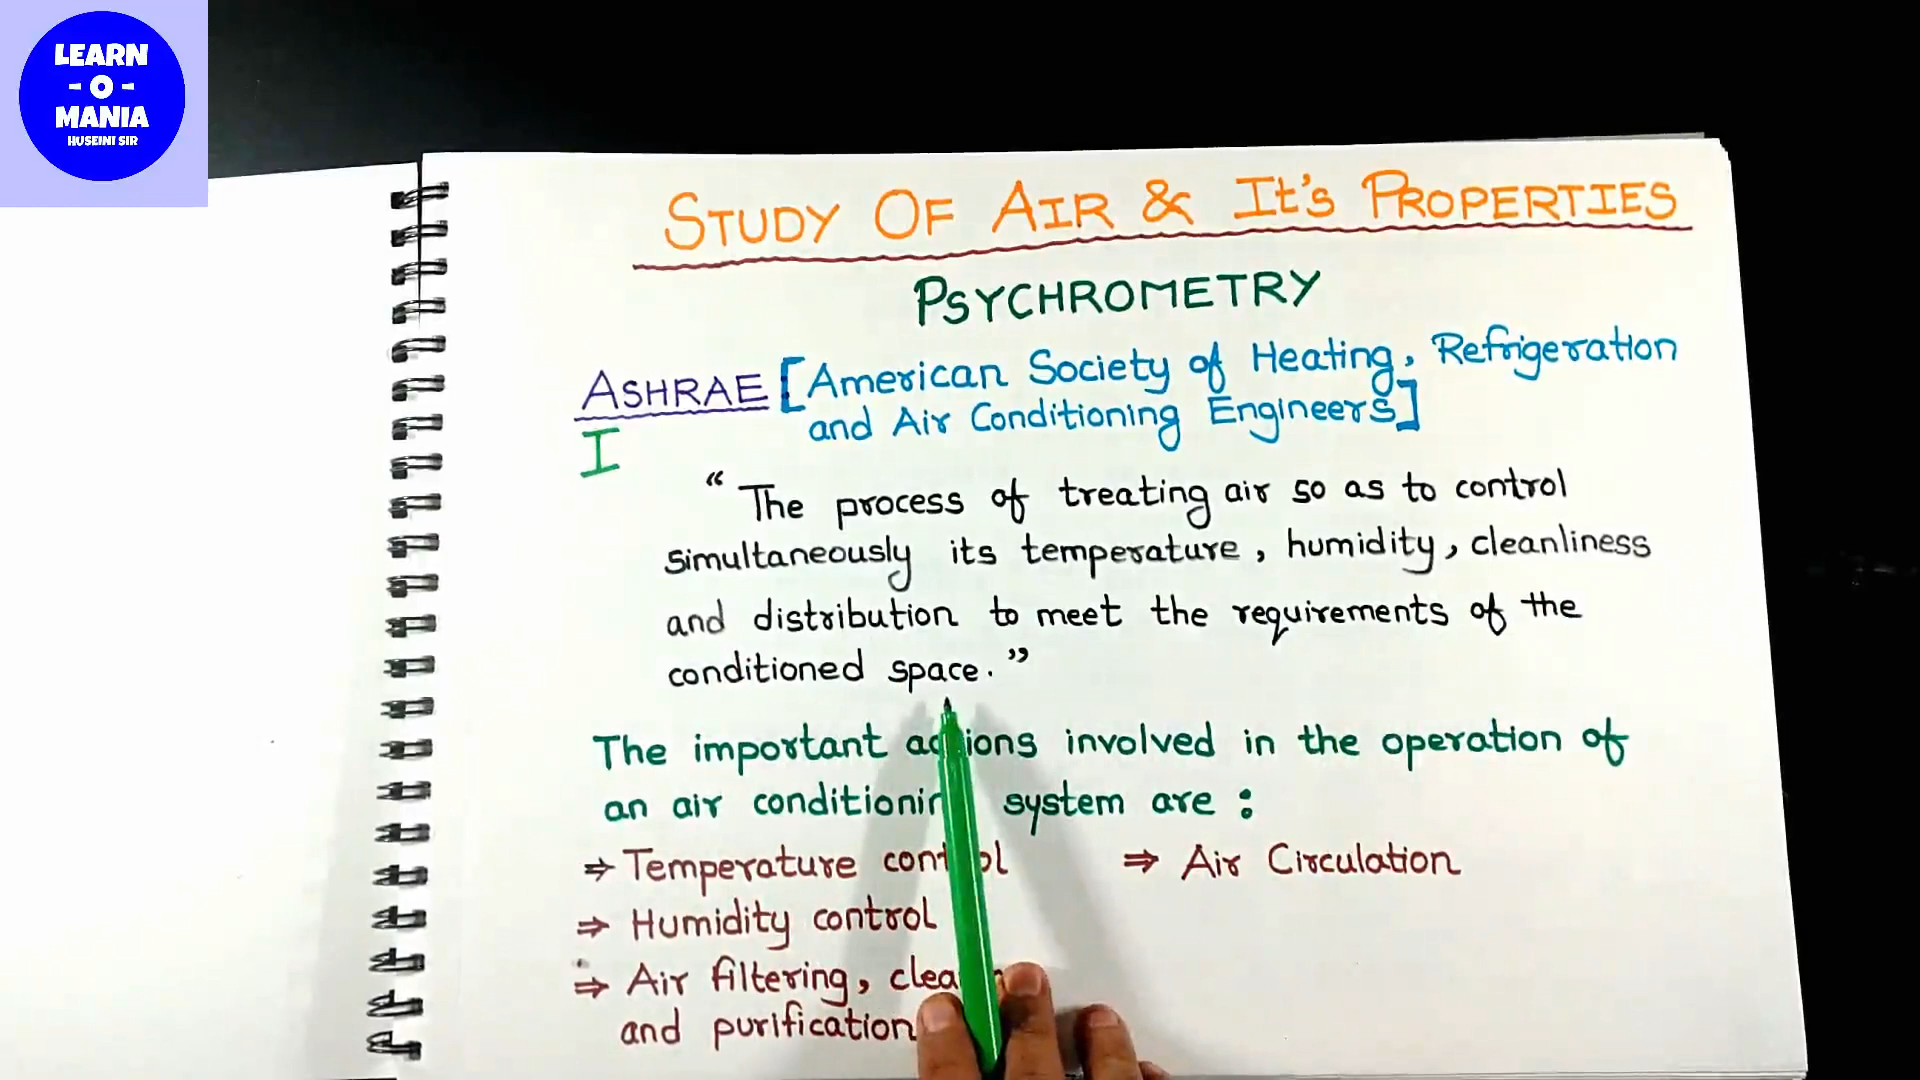 LEARN
- O -
MANIA
HUSEINI SIR
STUDY OF AIR & It's PROPERTIES
PSYCHROMETRY
ASHRAE [American Society of Heating, Refrigeration
and Air Conditioning Engineers]
I
“ The process of treating air so as to control
simultaneously its temperature, humidity, cleanliness
and distribution to meet the requirements of the
conditioned space. ”
The important actions involved in the operation of
an air conditioning system are :
⇒ Temperature control ⇒ Air Circulation
⇒ Humidity control
⇒ Air filtering,
and purification